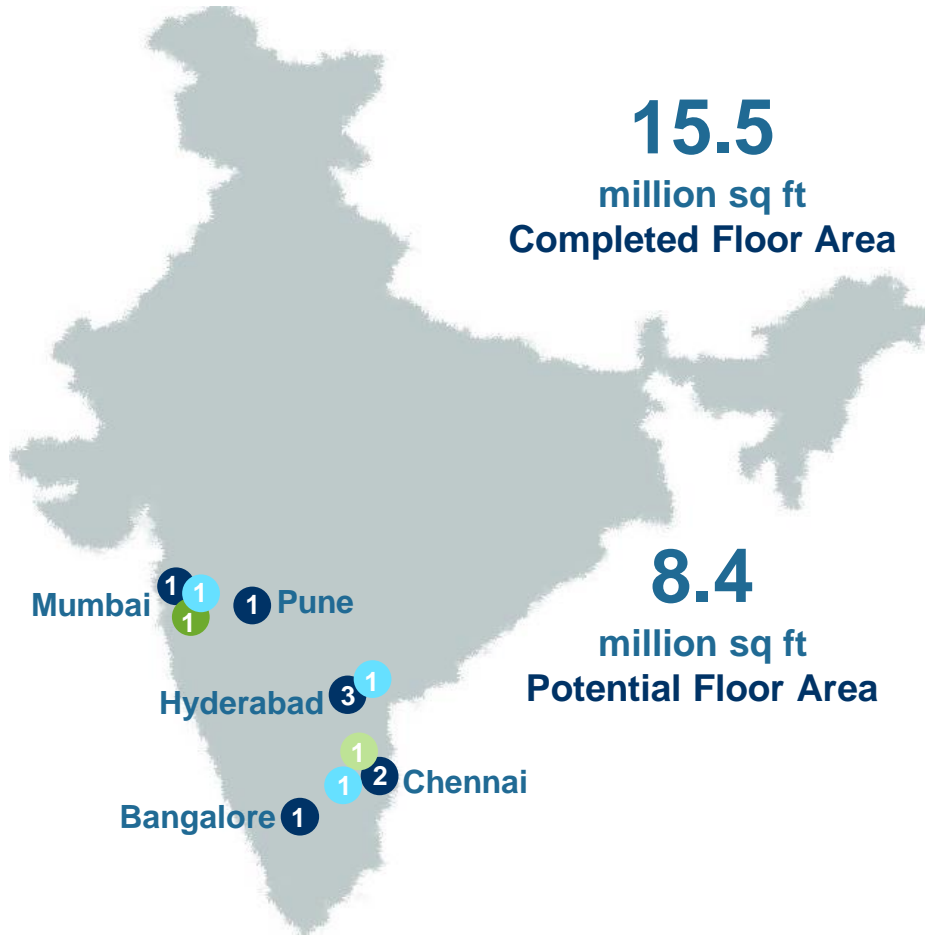 15.5
million sq ft
Completed Floor Area
8.4
million sq ft
Potential Floor Area
Mumbai
1
1
1
1
Pune
Hyderabad
3
1
1
2
1
Chennai
Bangalore
1